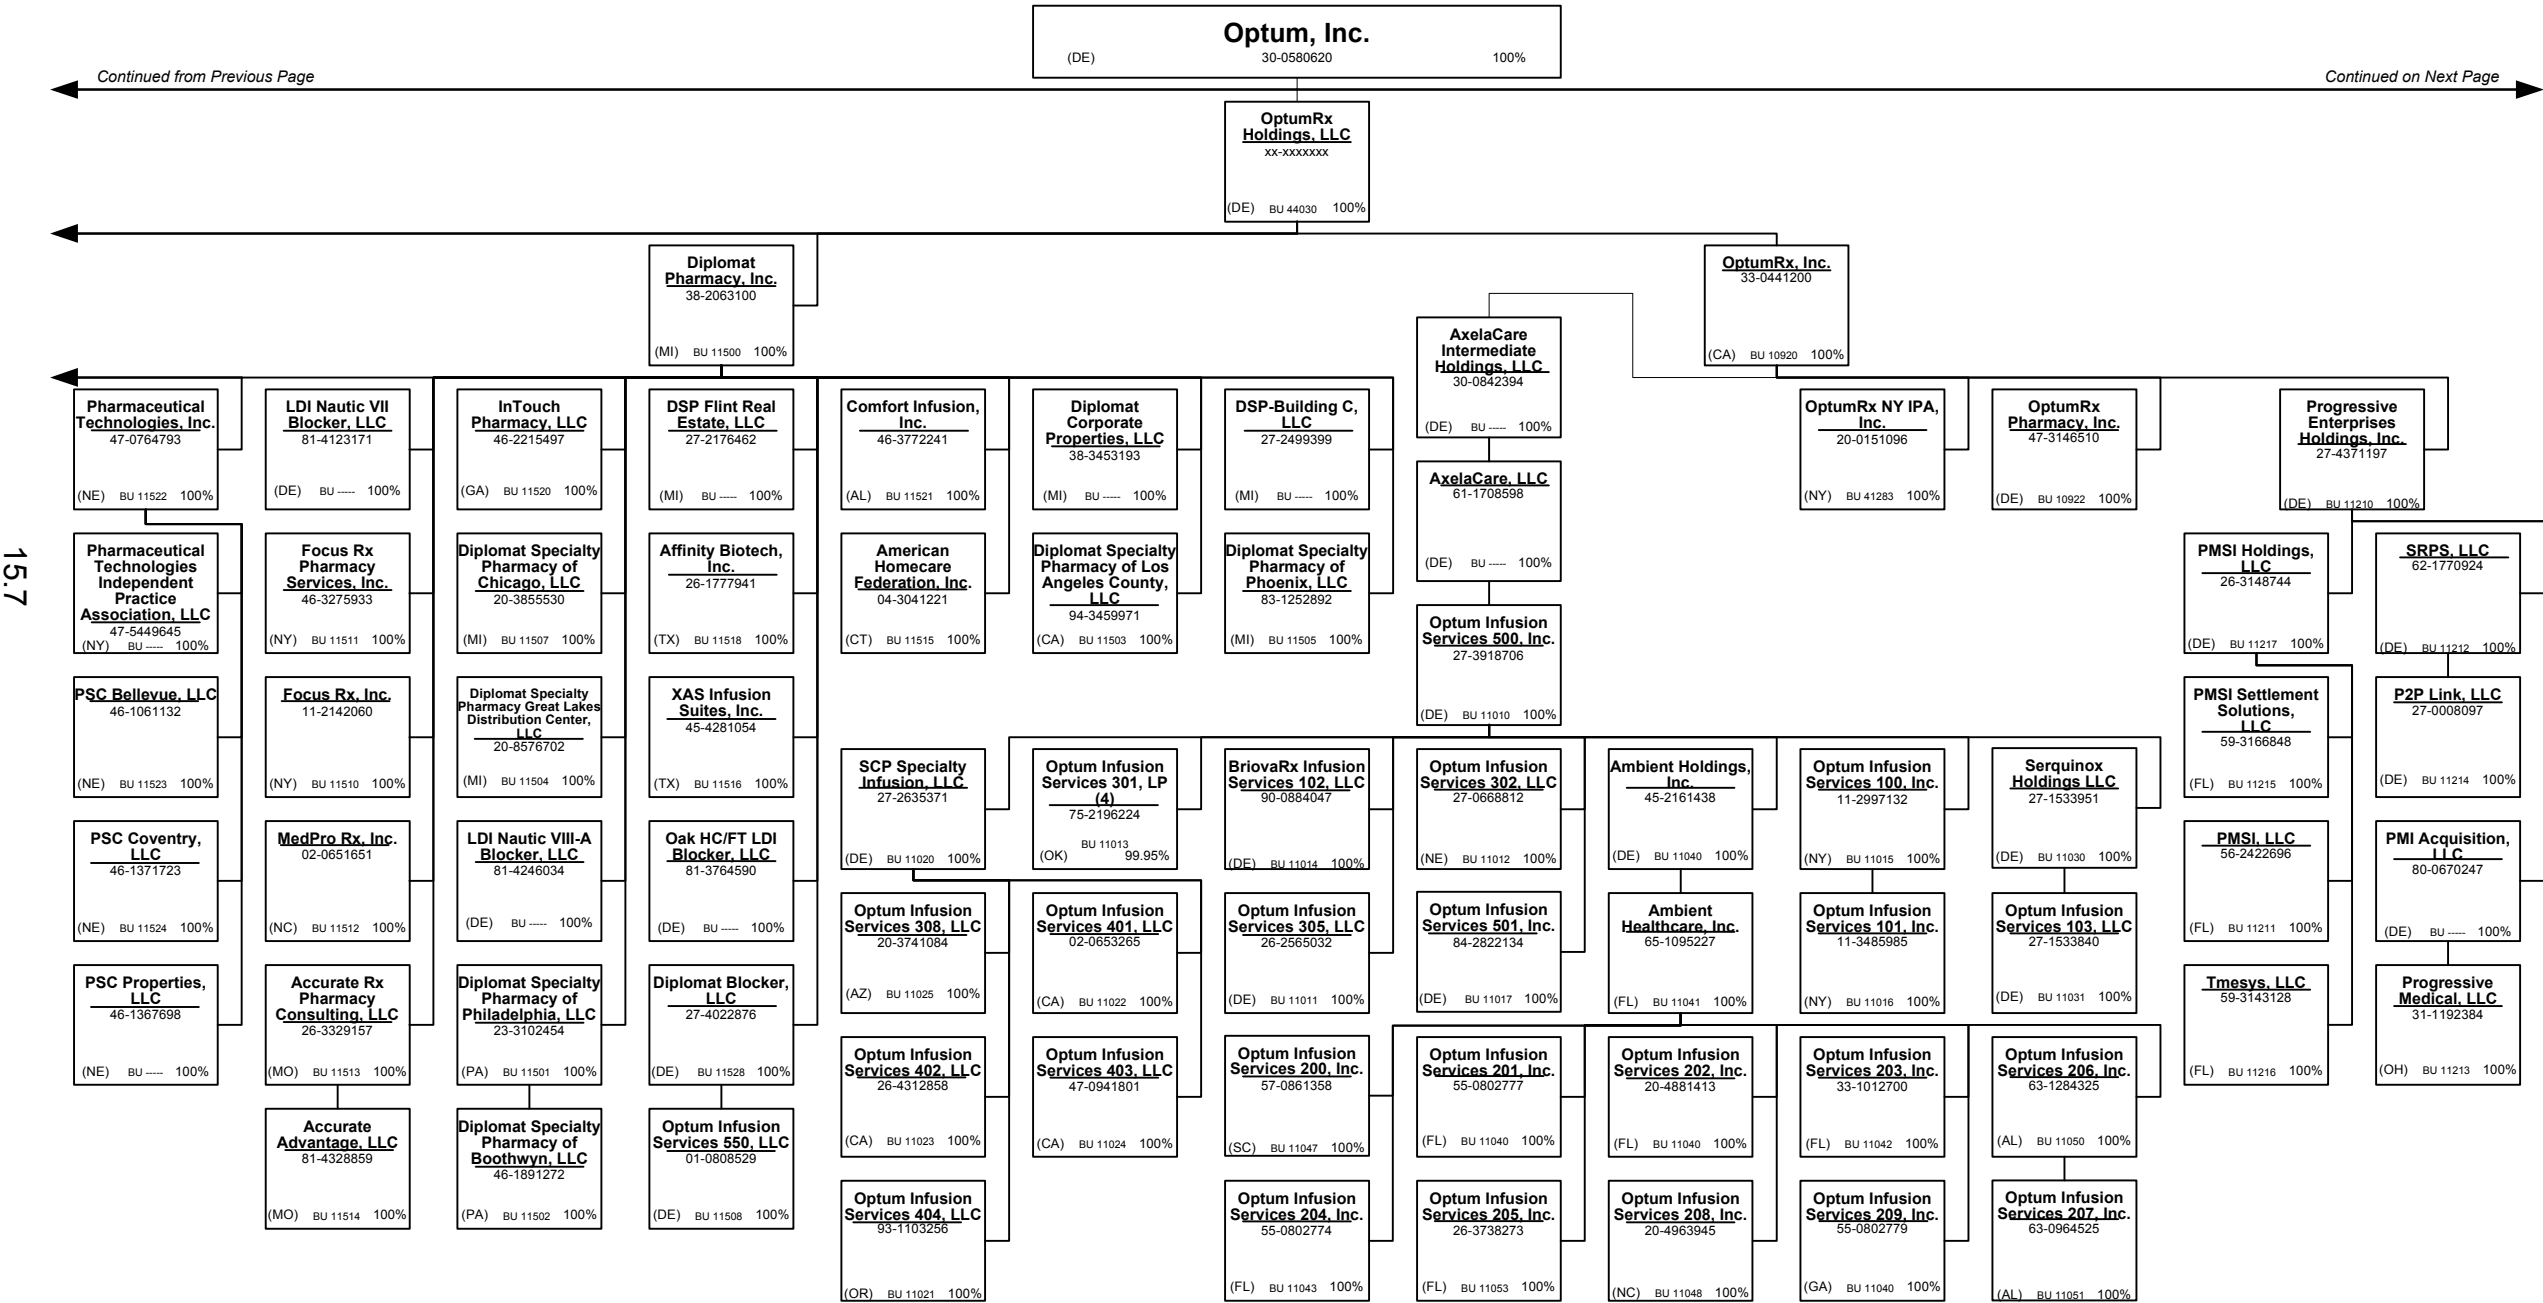 Optum, Inc.
(DE) 30-0580620 100%
Continued from Previous Page
Continued on Next Page
OptumRx
Holdings, LLC
xx-xxxxxxx
(DE) BU 44030 100%
Diplomat
Pharmacy, Inc.
38-2063100
(MI) BU 11500 100%
OptumRx, Inc.
33-0441200
(CA) BU 10920 100%
AxelaCare
Intermediate
Holdings, LLC
30-0842394
(DE) BU ----- 100%
Pharmaceutical
Technologies, Inc.
47-0764793
(NE) BU 11522 100%
LDI Nautic VII
Blocker, LLC
81-4123171
(DE) BU ----- 100%
InTouch
Pharmacy, LLC
46-2215497
(GA) BU 11520 100%
DSP Flint Real
Estate, LLC
27-2176462
(MI) BU ----- 100%
Comfort Infusion,
Inc.
46-3772241
(AL) BU 11521 100%
Diplomat
Corporate
Properties, LLC
38-3453193
(MI) BU ----- 100%
DSP-Building C,
LLC
27-2499399
(MI) BU ----- 100%
AxelaCare, LLC
61-1708598
(DE) BU ----- 100%
OptumRx NY IPA,
Inc.
20-0151096
(NY) BU 41283 100%
OptumRx
Pharmacy, Inc.
47-3146510
(DE) BU 10922 100%
Progressive
Enterprises
Holdings, Inc.
27-4371197
(DE) BU 11210 100%
15.7
Pharmaceutical
Technologies
Independent
Practice
Association, LLC
47-5449645
(NY) BU ----- 100%
Focus Rx
Pharmacy
Services, Inc.
46-3275933
(NY) BU 11511 100%
Diplomat Specialty
Pharmacy of
Chicago, LLC
20-3855530
(MI) BU 11507 100%
Affinity Biotech,
Inc.
26-1777941
(TX) BU 11518 100%
American
Homecare
Federation, Inc.
04-3041221
(CT) BU 11515 100%
Diplomat Specialty
Pharmacy of Los
Angeles County,
LLC
94-3459971
(CA) BU 11503 100%
Diplomat Specialty
Pharmacy of
Phoenix, LLC
83-1252892
(MI) BU 11505 100%
Optum Infusion
Services 500, Inc.
27-3918706
(DE) BU 11010 100%
PMSI Holdings,
LLC
26-3148744
(DE) BU 11217 100%
SRPS, LLC
62-1770924
(DE) BU 11212 100%
PSC Bellevue, LLC
46-1061132
(NE) BU 11523 100%
Focus Rx, Inc.
11-2142060
(NY) BU 11510 100%
Diplomat Specialty
Pharmacy Great Lakes
Distribution Center,
LLC
20-8576702
(MI) BU 11504 100%
XAS Infusion
Suites, Inc.
45-4281054
(TX) BU 11516 100%
PMSI Settlement
Solutions,
LLC
59-3166848
(FL) BU 11215 100%
P2P Link, LLC
27-0008097
(DE) BU 11214 100%
SCP Specialty
Infusion, LLC
27-2635371
(DE) BU 11020 100%
Optum Infusion
Services 301, LP
(4)
75-2196224
BU 11013
(OK) 99.95%
BriovaRx Infusion
Services 102, LLC
90-0884047
(DE) BU 11014 100%
Optum Infusion
Services 302, LLC
27-0668812
(NE) BU 11012 100%
Ambient Holdings,
Inc.
45-2161438
(DE) BU 11040 100%
Optum Infusion
Services 100, Inc.
11-2997132
(NY) BU 11015 100%
Serquinox
Holdings LLC
27-1533951
(DE) BU 11030 100%
PSC Coventry,
LLC
46-1371723
(NE) BU 11524 100%
MedPro Rx, Inc.
02-0651651
(NC) BU 11512 100%
LDI Nautic VIII-A
Blocker, LLC
81-4246034
(DE) BU ----- 100%
Oak HC/FT LDI
Blocker, LLC
81-3764590
(DE) BU ----- 100%
PMSI, LLC
56-2422696
(FL) BU 11211 100%
PMI Acquisition,
LLC
80-0670247
(DE) BU ----- 100%
Optum Infusion
Services 308, LLC
20-3741084
(AZ) BU 11025 100%
Optum Infusion
Services 401, LLC
02-0653265
(CA) BU 11022 100%
Optum Infusion
Services 305, LLC
26-2565032
(DE) BU 11011 100%
Optum Infusion
Services 501, Inc.
84-2822134
(DE) BU 11017 100%
Ambient
Healthcare, Inc.
65-1095227
(FL) BU 11041 100%
Optum Infusion
Services 101, Inc.
11-3485985
(NY) BU 11016 100%
Optum Infusion
Services 103, LLC
27-1533840
(DE) BU 11031 100%
PSC Properties,
LLC
46-1367698
(NE) BU ----- 100%
Accurate Rx
Pharmacy
Consulting, LLC
26-3329157
(MO) BU 11513 100%
Diplomat Specialty
Pharmacy of
Philadelphia, LLC
23-3102454
(PA) BU 11501 100%
Diplomat Blocker,
LLC
27-4022876
(DE) BU 11528 100%
Tmesys, LLC
59-3143128
(FL) BU 11216 100%
Progressive
Medical, LLC
31-1192384
(OH) BU 11213 100%
Optum Infusion
Services 402, LLC
26-4312858
(CA) BU 11023 100%
Optum Infusion
Services 403, LLC
47-0941801
(CA) BU 11024 100%
Optum Infusion
Services 200, Inc.
57-0861358
(SC) BU 11047 100%
Optum Infusion
Services 201, Inc.
55-0802777
(FL) BU 11040 100%
Optum Infusion
Services 202, Inc.
20-4881413
(FL) BU 11040 100%
Optum Infusion
Services 203, Inc.
33-1012700
(FL) BU 11042 100%
Optum Infusion
Services 206, Inc.
63-1284325
(AL) BU 11050 100%
Accurate
Advantage, LLC
81-4328859
(MO) BU 11514 100%
Diplomat Specialty
Pharmacy of
Boothwyn, LLC
46-1891272
(PA) BU 11502 100%
Optum Infusion
Services 550, LLC
01-0808529
(DE) BU 11508 100%
Optum Infusion
Services 404, LLC
93-1103256
(OR) BU 11021 100%
Optum Infusion
Services 204, Inc.
55-0802774
(FL) BU 11043 100%
Optum Infusion
Services 205, Inc.
26-3738273
(FL) BU 11053 100%
Optum Infusion
Services 208, Inc.
20-4963945
(NC) BU 11048 100%
Optum Infusion
Services 209, Inc.
55-0802779
(GA) BU 11040 100%
Optum Infusion
Services 207, Inc.
63-0964525
(AL) BU 11051 100%